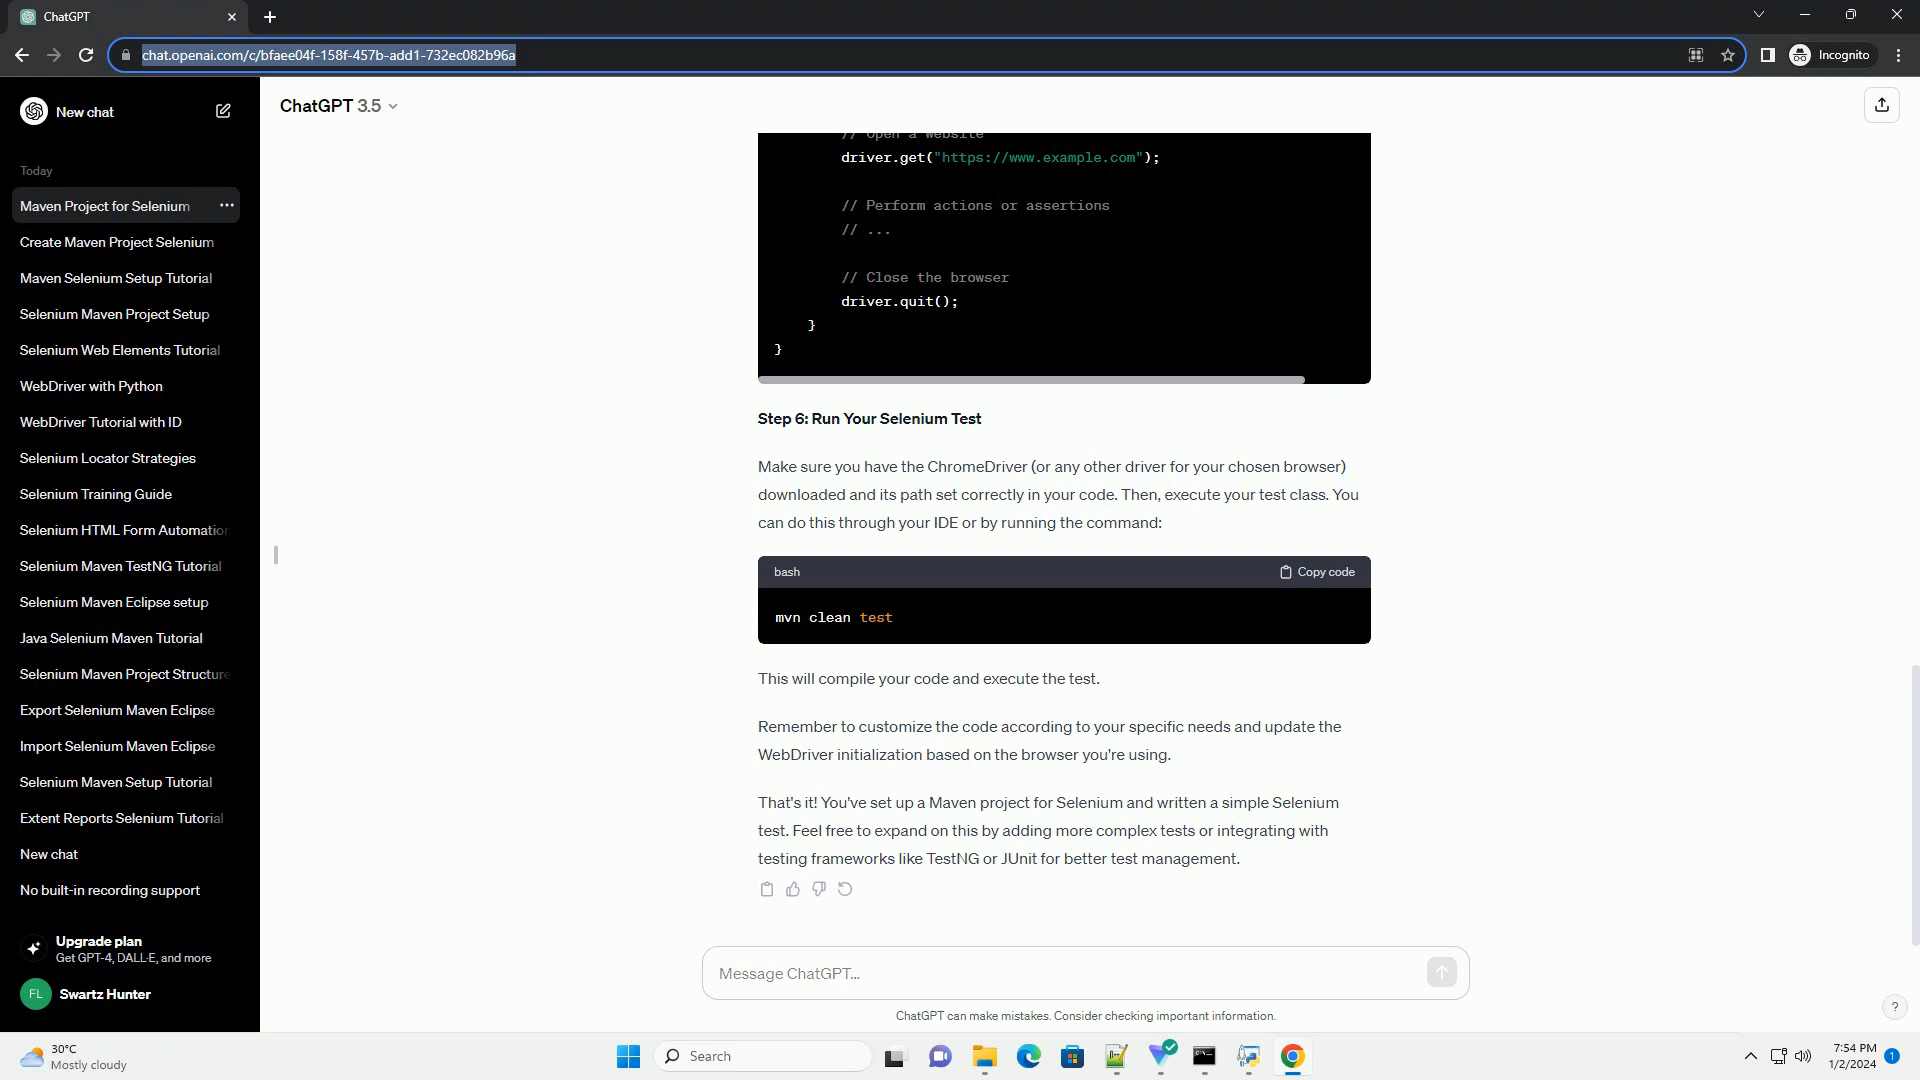 ChatGPT
chat.openai.com/c/bfaee04f-158f-457b-add1-732ec082b96a
Incognito
New chat
Today
Maven Project for Selenium
Create Maven Project Selenium
Maven Selenium Setup Tutorial
Selenium Maven Project Setup
Selenium Web Elements Tutorial
WebDriver with Python
WebDriver Tutorial with ID
Selenium Locator Strategies
Selenium Training Guide
Selenium HTML Form Automation
Selenium Maven TestNG Tutorial
Selenium Maven Eclipse setup
Java Selenium Maven Tutorial
Selenium Maven Project Structure
Export Selenium Maven Eclipse
Import Selenium Maven Eclipse
Selenium Maven Setup Tutorial
Extent Reports Selenium Tutorial
New chat
No built-in recording support
Upgrade plan
Get GPT-4, DALL·E, and more
FL
Swartz Hunter
ChatGPT 3.5
// Open a website
driver.get("https://www.example.com");
// Perform actions or assertions
// ...
// Close the browser
driver.quit();
}
}
Step 6: Run Your Selenium Test
Make sure you have the ChromeDriver (or any other driver for your chosen browser)
downloaded and its path set correctly in your code. Then, execute your test class. You
can do this through your IDE or by running the command:
bash
Copy code
mvn clean test
This will compile your code and execute the test.
Remember to customize the code according to your specific needs and update the
WebDriver initialization based on the browser you're using.
That's it! You've set up a Maven project for Selenium and written a simple Selenium
test. Feel free to expand on this by adding more complex tests or integrating with
testing frameworks like TestNG or JUnit for better test management.
Message ChatGPT...
ChatGPT can make mistakes. Consider checking important information.
?
30°C
Mostly cloudy
Search
7:54 PM
1/2/2024
1